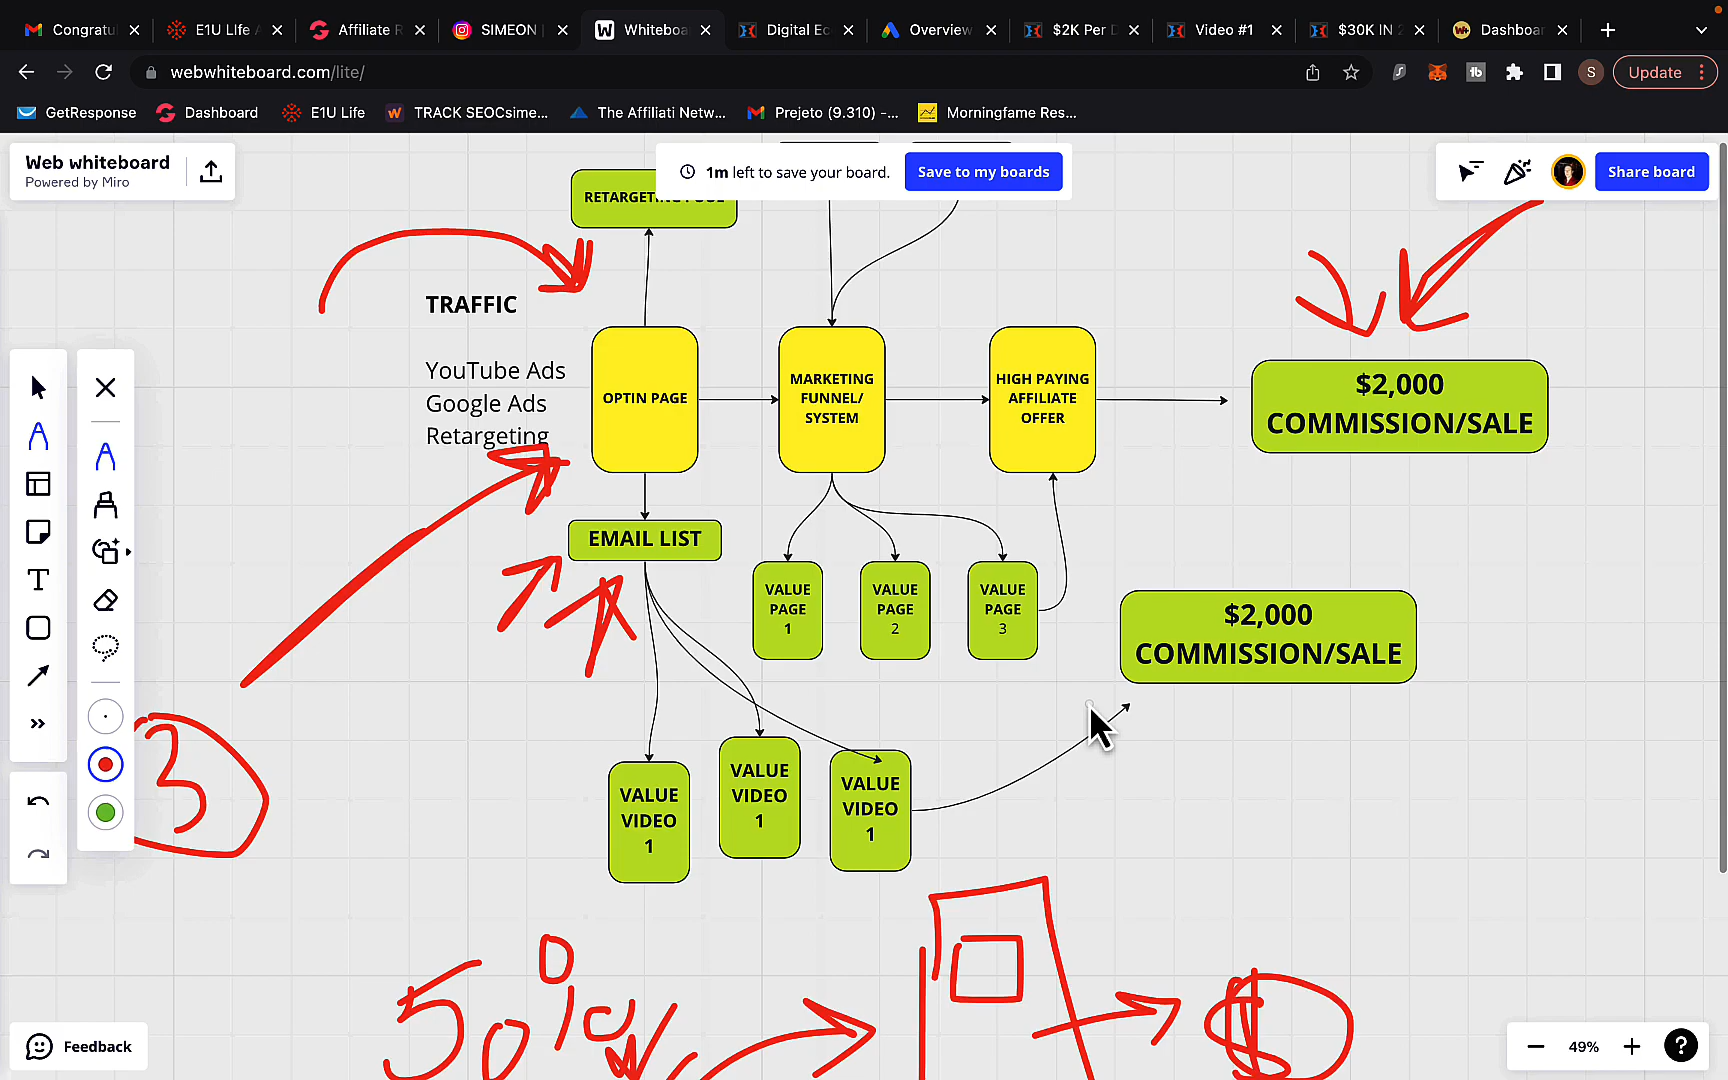 Congratul
E1U LIfe A
Affiliate R
SIMEON
Whiteboa
Digital Ec
Overview
$2K Per D
Video #1
$30K IN 2
Dashboar
webwhiteboard.com/lite/
S
Update
GetResponse
Dashboard
E1U Life
TRACK SEOCsime...
The Affiliati Netw...
Prejeto (9.310) -...
Morningfame Res...
Web whiteboard
Powered by Miro
1m left to save your board.
Save to my boards
Share board
TRAFFIC
YouTube Ads
Google Ads
Retargeting
OPTIN PAGE
MARKETING
FUNNEL/
SYSTEM
HIGH PAYING
AFFILIATE
OFFER
$2,000
COMMISSION/SALE
EMAIL LIST
VALUE
PAGE
1
VALUE
PAGE
2
VALUE
PAGE
3
$2,000
COMMISSION/SALE
VALUE
VIDEO
1
VALUE
VIDEO
1
VALUE
VIDEO
1
3
50%
$
Feedback
49%